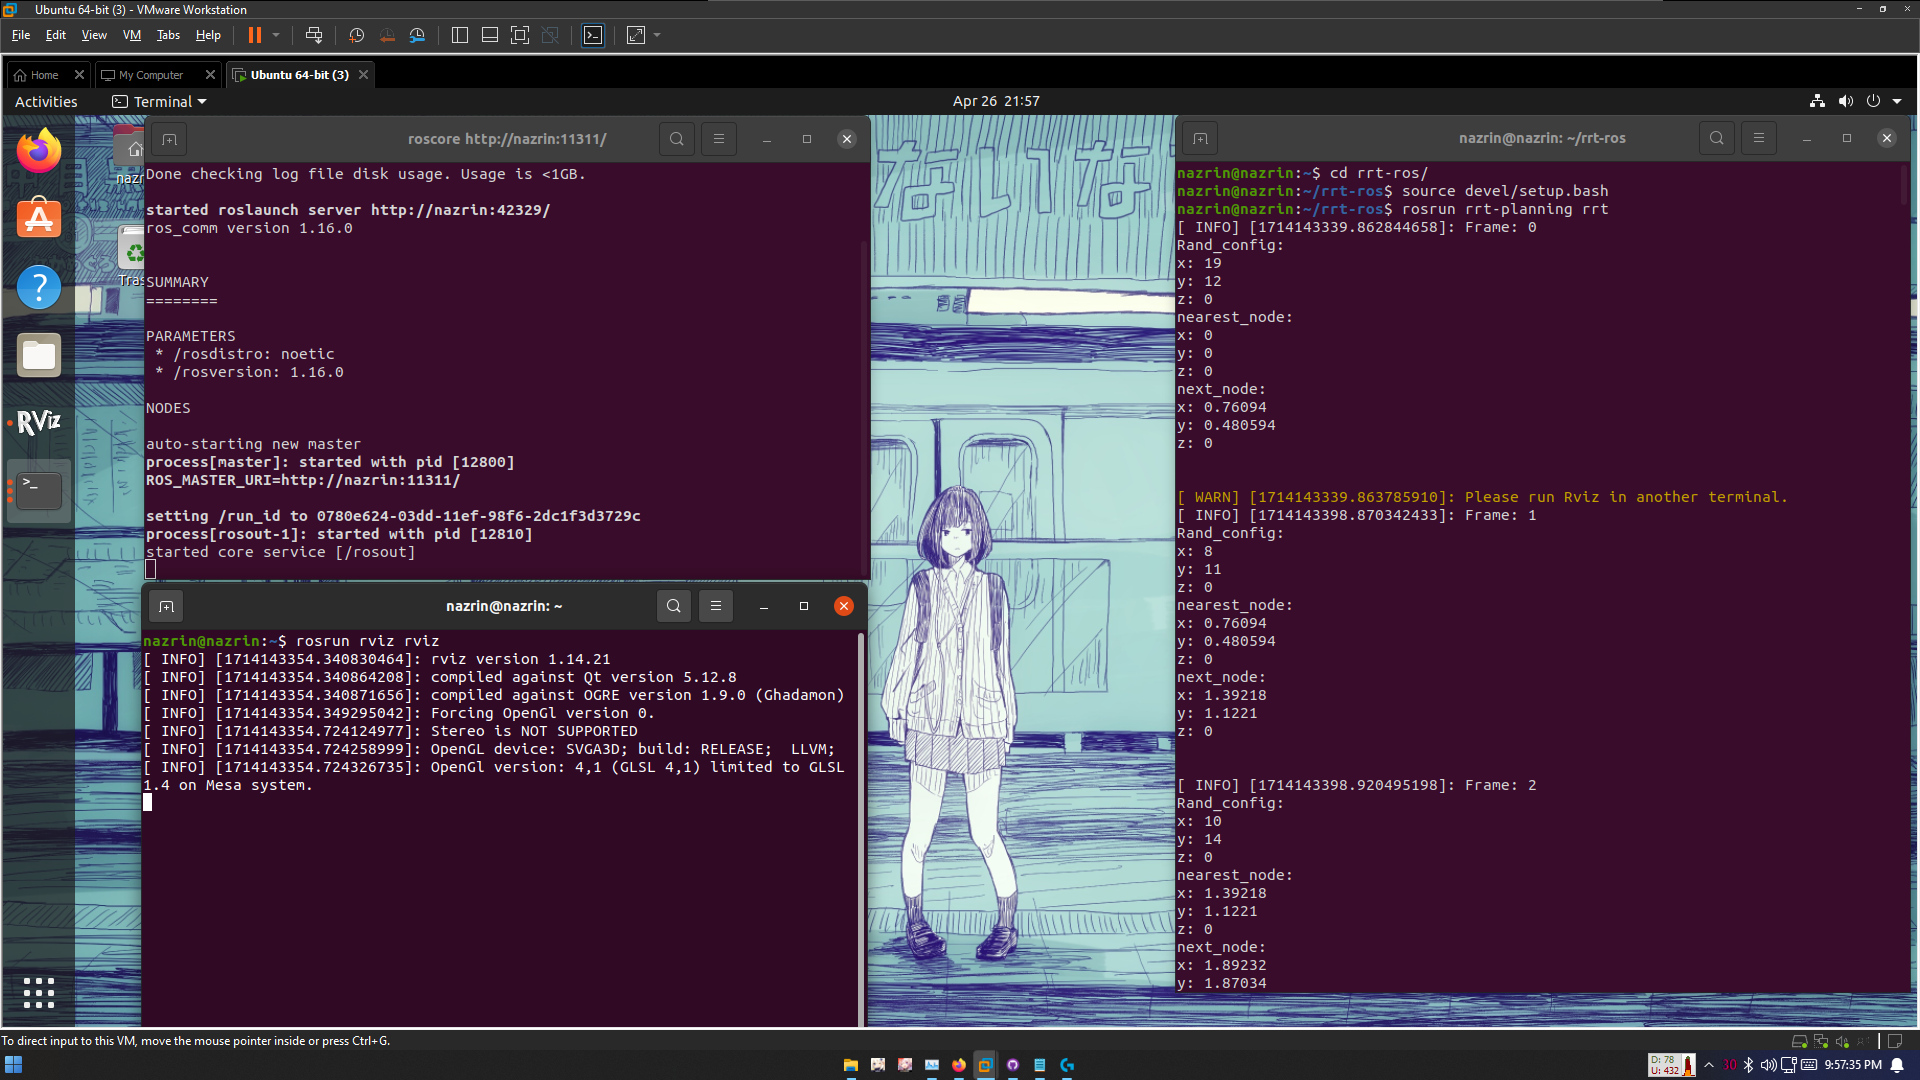 Ubuntu 64-bit (3) - VMware Workstation
File Edit View VM Tabs Help
Home My Computer Ubuntu 64-bit (3)
Activities Terminal Apr 26 21:57
roscore http://nazrin:11311/
Done checking log file disk usage. Usage is <1GB.
started roslaunch server http://nazrin:42329/
ros_comm version 1.16.0
SUMMARY
========
PARAMETERS
* /rosdistro: noetic
* /rosversion: 1.16.0
NODES
auto-starting new master
process[master]: started with pid [12800]
ROS_MASTER_URI=http://nazrin:11311/
setting /run_id to 0780e624-03dd-11ef-98f6-2dc1f3d3729c
process[rosout-1]: started with pid [12810]
started core service [/rosout]
nazr
Tras
RViz
nazrin@nazrin: ~
nazrin@nazrin:~$ rosrun rviz rviz
[ INFO] [1714143354.340830464]: rviz version 1.14.21
[ INFO] [1714143354.340864208]: compiled against Qt version 5.12.8
[ INFO] [1714143354.340871656]: compiled against OGRE version 1.9.0 (Ghadamon)
[ INFO] [1714143354.349295042]: Forcing OpenGl version 0.
[ INFO] [1714143354.724124977]: Stereo is NOT SUPPORTED
[ INFO] [1714143354.724258999]: OpenGL device: SVGA3D; build: RELEASE;  LLVM;
[ INFO] [1714143354.724326735]: OpenGl version: 4,1 (GLSL 4,1) limited to GLSL
1.4 on Mesa system.
ないな
nazrin@nazrin: ~/rrt-ros
nazrin@nazrin:~$ cd rrt-ros/
nazrin@nazrin:~/rrt-ros$ source devel/setup.bash
nazrin@nazrin:~/rrt-ros$ rosrun rrt-planning rrt
[ INFO] [1714143339.862844658]: Frame: 0
Rand_config:
x: 19
y: 12
z: 0
nearest_node:
x: 0
y: 0
z: 0
next_node:
x: 0.76094
y: 0.480594
z: 0
[ WARN] [1714143339.863785910]: Please run Rviz in another terminal.
[ INFO] [1714143398.870342433]: Frame: 1
Rand_config:
x: 8
y: 11
z: 0
nearest_node:
x: 0.76094
y: 0.480594
z: 0
next_node:
x: 1.39218
y: 1.1221
z: 0
[ INFO] [1714143398.920495198]: Frame: 2
Rand_config:
x: 10
y: 14
z: 0
nearest_node:
x: 1.39218
y: 1.1221
z: 0
next_node:
x: 1.89232
y: 1.87034
To direct input to this VM, move the mouse pointer inside or press Ctrl+G.
D: 78
U: 432
30
9:57:35 PM